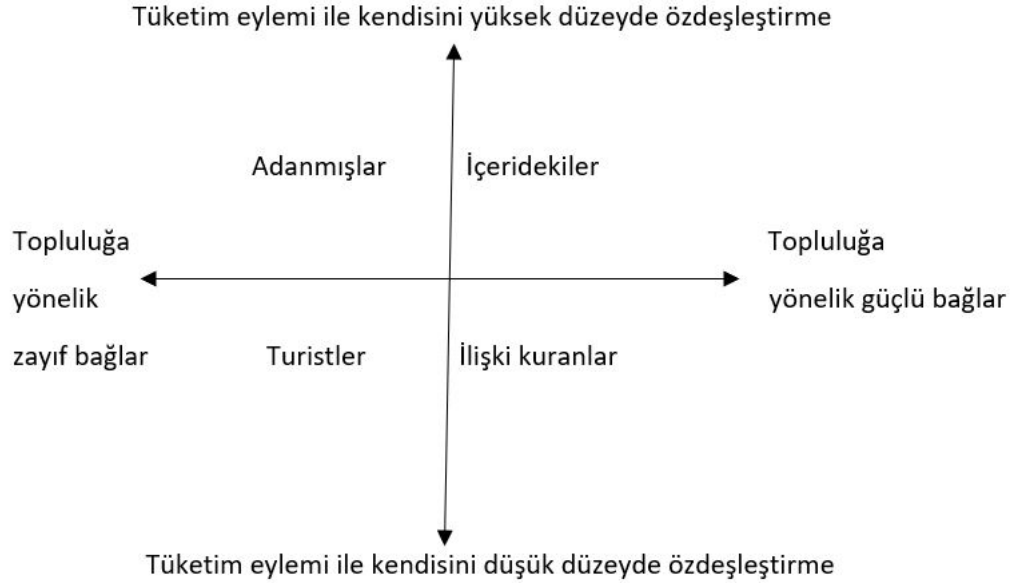 Tüketim eylemi ile kendisini yüksek düzeyde özdeşleştirme
Adanmışlar
İçeridekiler
Topluluğa
yönelik
zayıf bağlar
Topluluğa
yönelik güçlü bağlar
Turistler
İlişki kuranlar
Tüketim eylemi ile kendisini düşük düzeyde özdeşleştirme